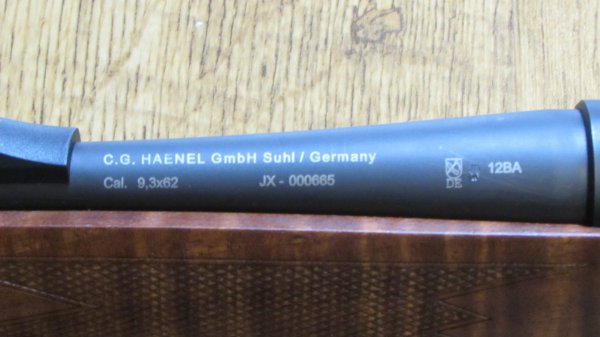 C.G. HAENEL GmbH Suhl / Germany
Cal. 9,3x62 JX - 000665
DE 12BA